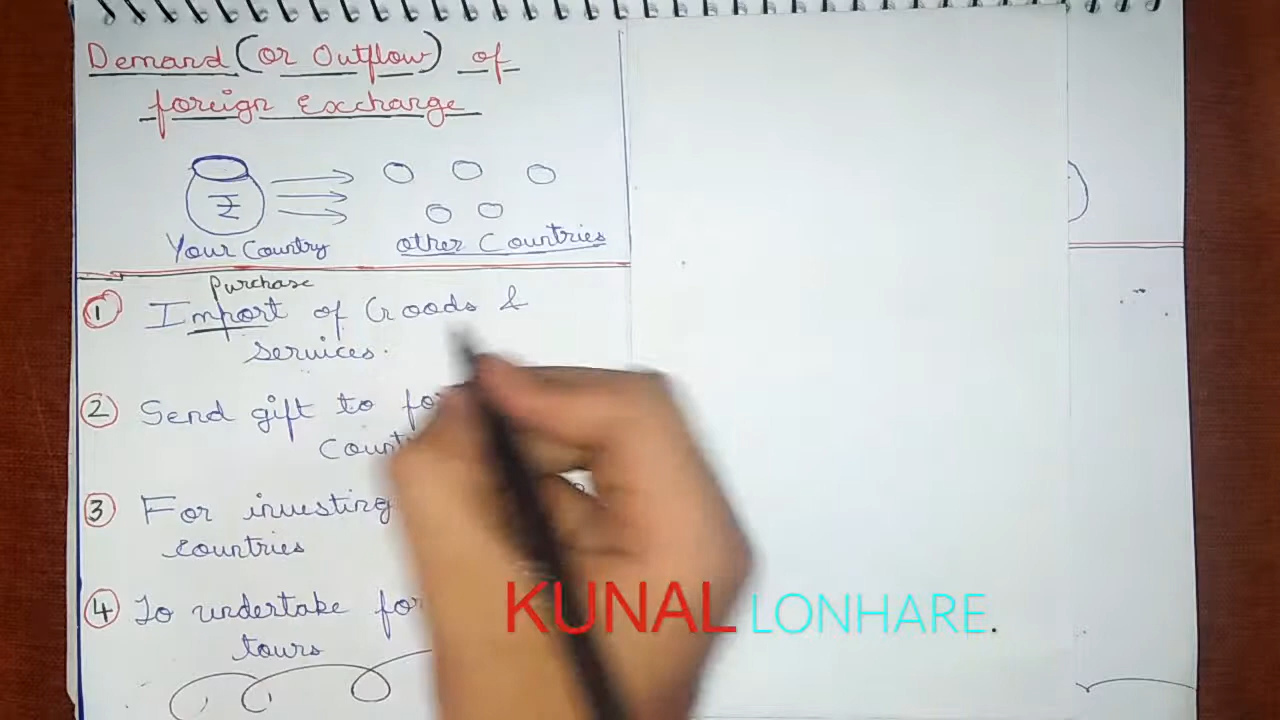 Demand (or Outflow) of
foreign Exchange
₹
Your Country
other Countries
Purchase
1 Import of Goods &
services.
2 Send gift to
3 For investing
countries
4 To undertake
tours
KUNAL LONHARE.